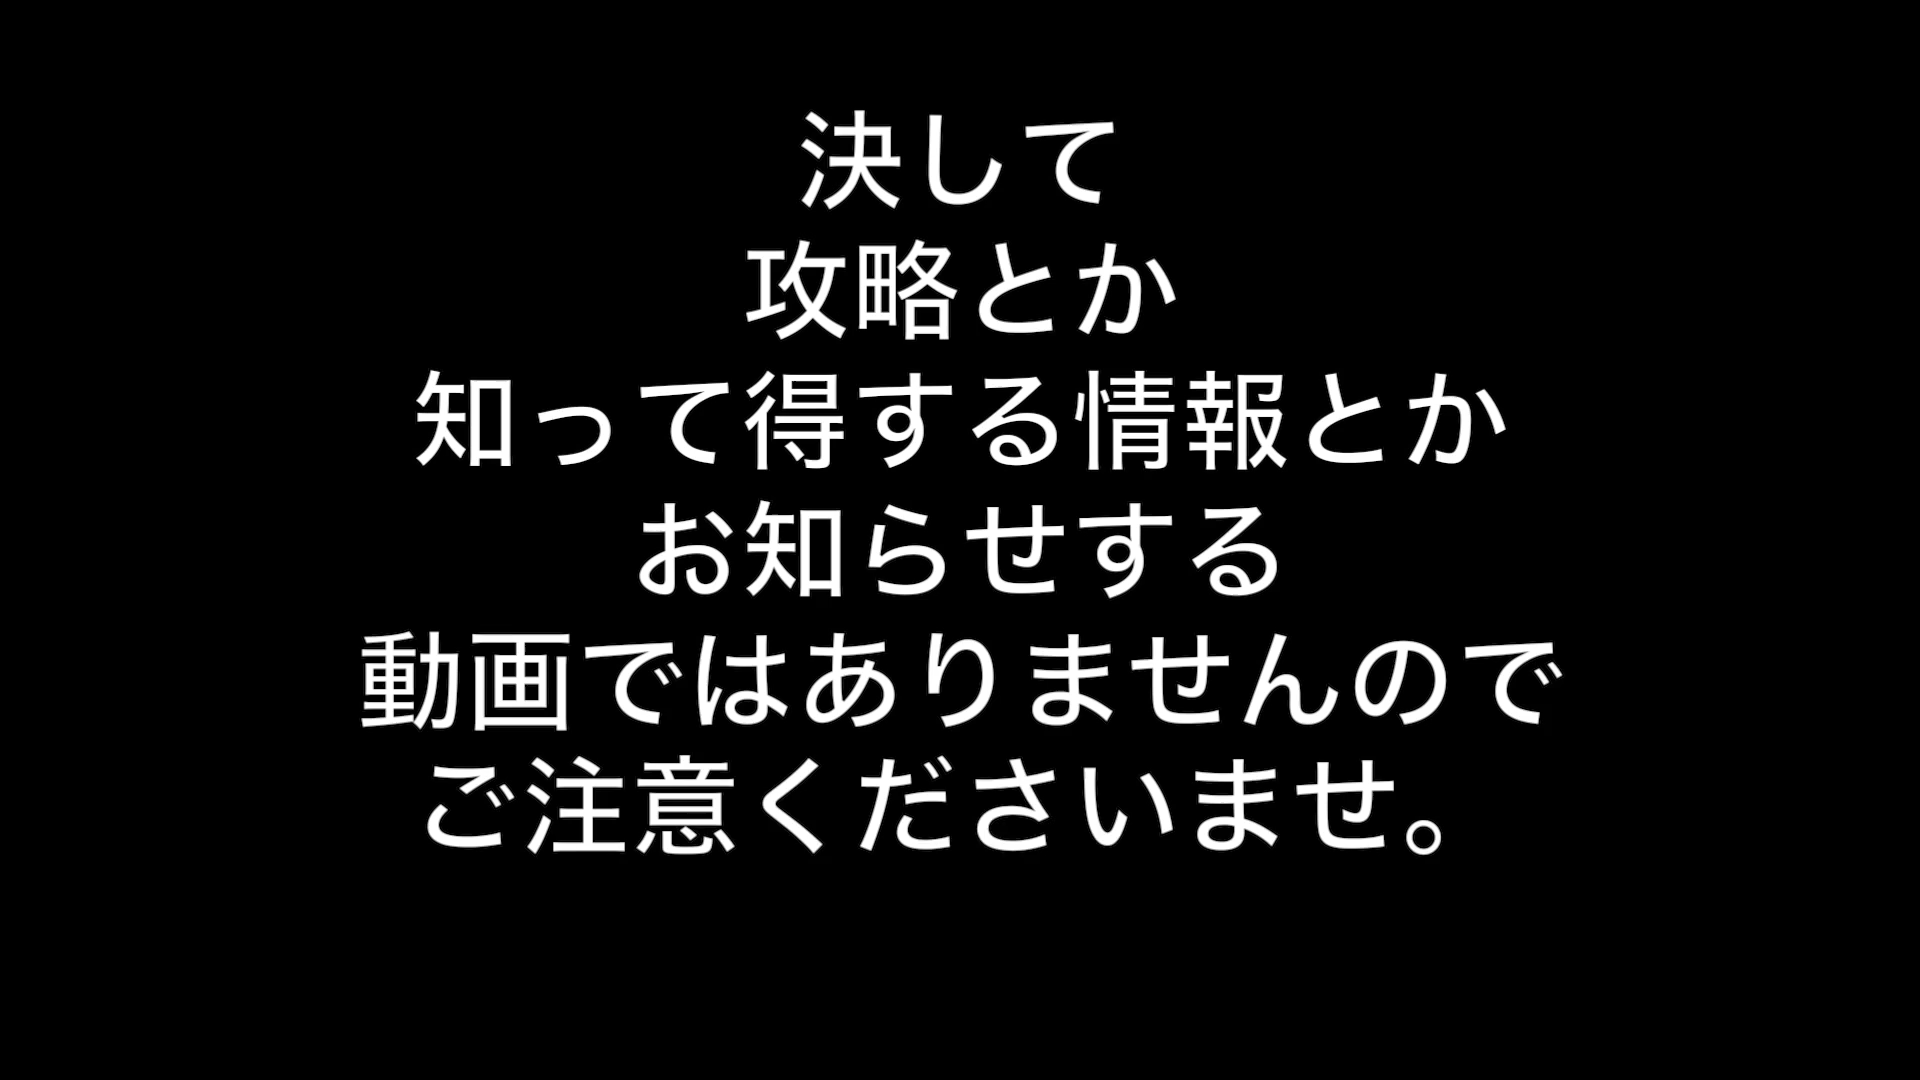 決して
攻略とか
知って得する情報とか
お知らせする
動画ではありませんので
ご注意くださいませ。